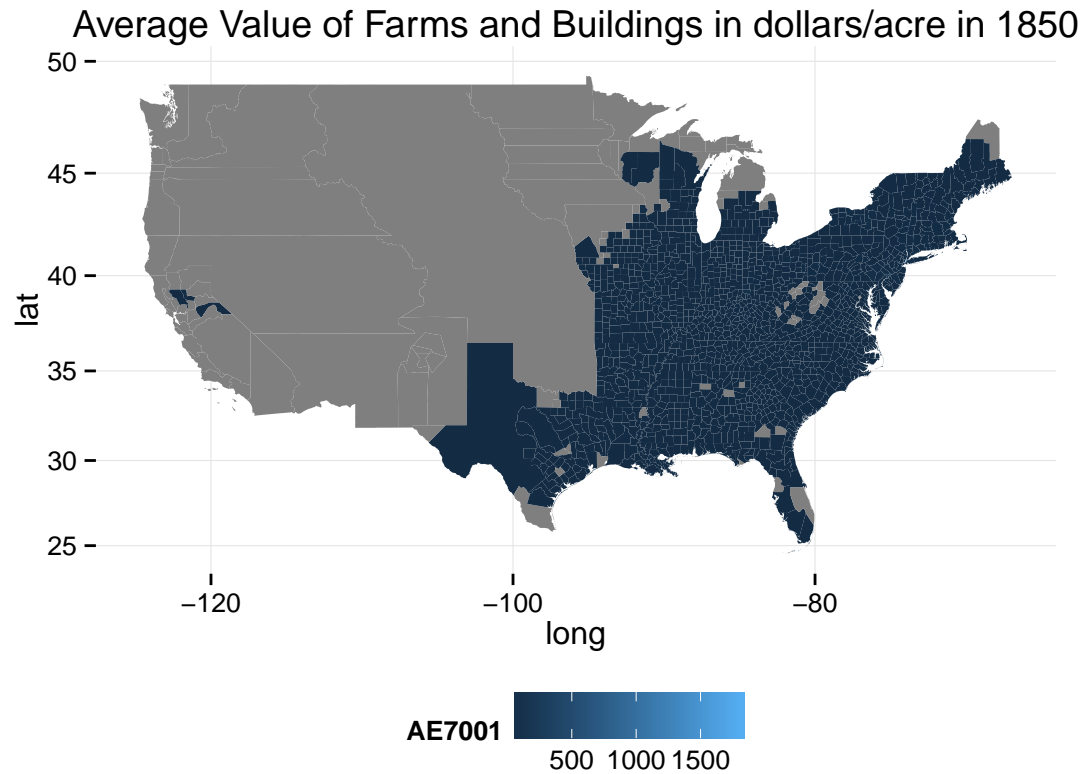 Average Value of Farms and Buildings in dollars/acre in 1850
50
45
40
35
30
25
lat
−120 −100 −80
long
AE7001
500 1000 1500